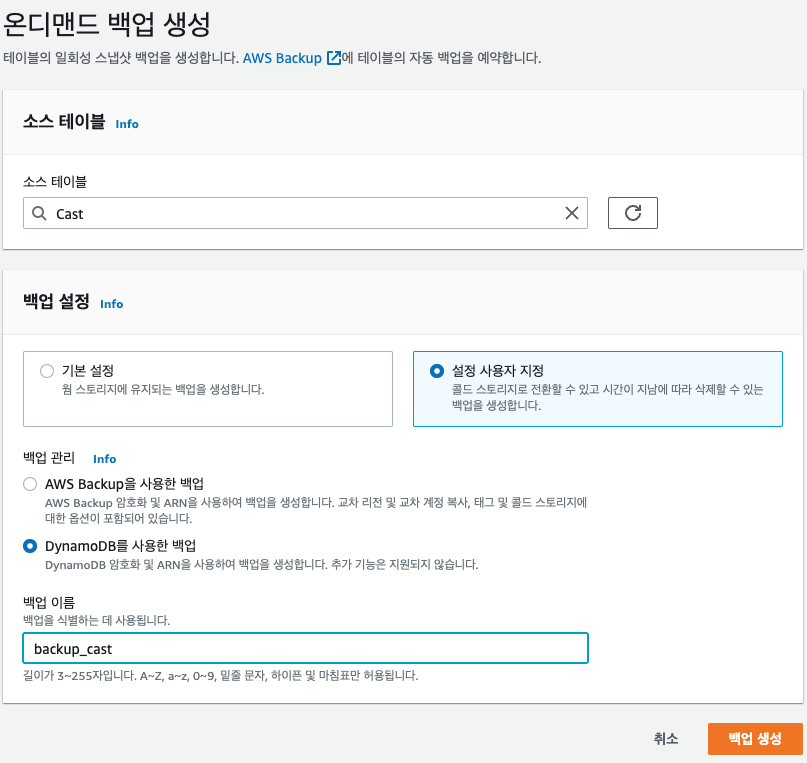 온디맨드 백업 생성
테이블의 일회성 스냅샷 백업을 생성합니다. AWS Backup 에 테이블의 자동 백업을 예약합니다.
소스 테이블 Info
소스 테이블
Cast
백업 설정 Info
기본 설정
웜 스토리지에 유지되는 백업을 생성합니다.
설정 사용자 지정
콜드 스토리지로 전환할 수 있고 시간이 지남에 따라 삭제할 수 있는
백업을 생성합니다.
백업 관리 Info
AWS Backup을 사용한 백업
AWS Backup 암호화 및 ARN을 사용하여 백업을 생성합니다. 교차 리전 및 교차 계정 복사, 태그 및 콜드 스토리지에
대한 옵션이 포함되어 있습니다.
DynamoDB를 사용한 백업
DynamoDB 암호화 및 ARN을 사용하여 백업을 생성합니다. 추가 기능은 지원되지 않습니다.
백업 이름
백업을 식별하는 데 사용됩니다.
backup_cast
길이가 3~255자입니다. A~Z, a~z, 0~9, 밑줄 문자, 하이픈 및 마침표만 허용됩니다.
취소
백업 생성